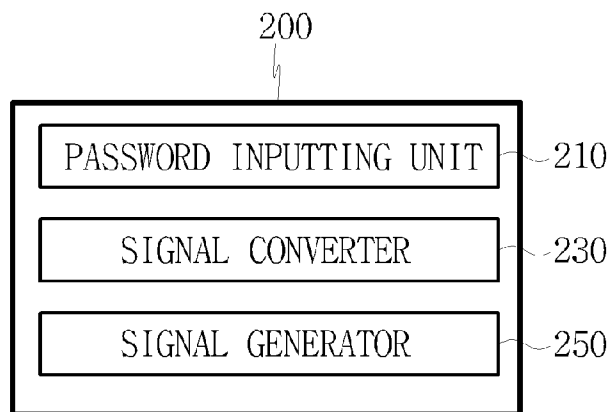 200
PASSWORD INPUTTING UNIT 210
SIGNAL CONVERTER 230
SIGNAL GENERATOR 250